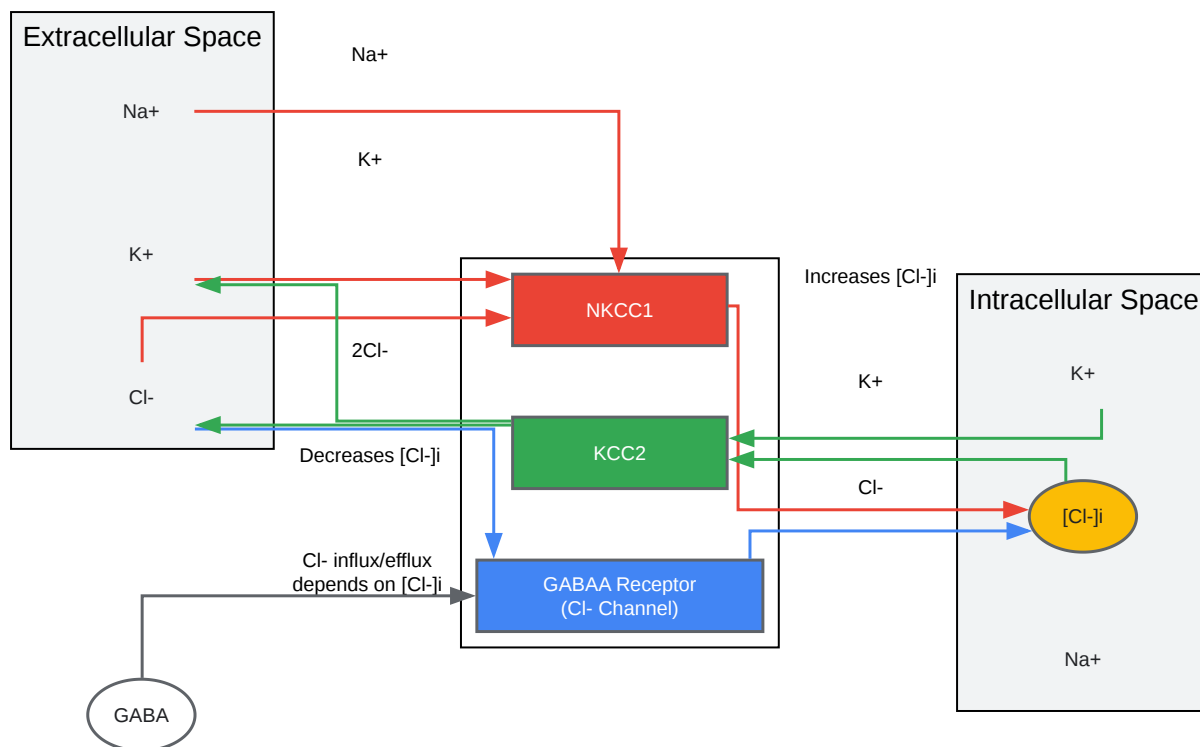 Extracellular Space
Na+
Na+
K+
K+
Increases [Cl-]i
NKCC1
Intracellular Space
2Cl-
K+
K+
Cl-
Decreases [Cl-]i
KCC2
Cl-
[Cl-]i
Cl- influx/efflux
depends on [Cl-]i
GABAA Receptor
(Cl- Channel)
Na+
GABA